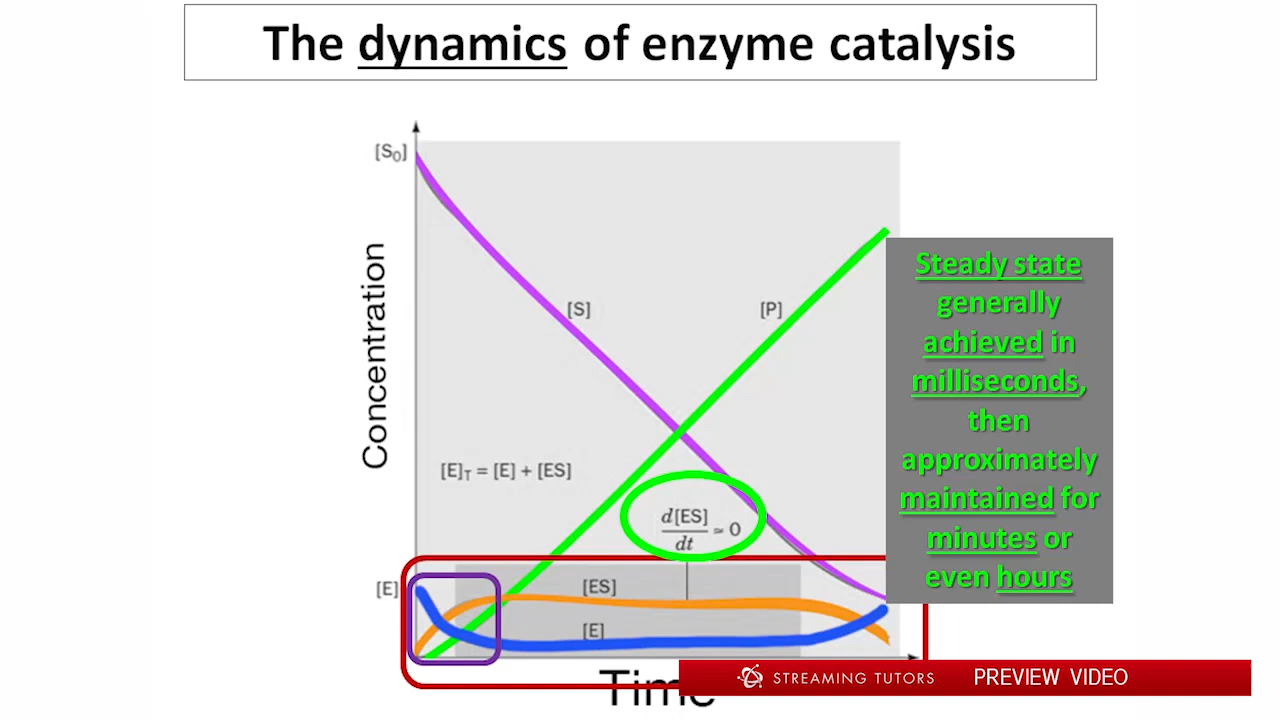 The dynamics of enzyme catalysis
[S₀]
Concentration
[S]
[P]
[E]T = [E] + [ES]
d[ES]
dt
≃ 0
[E]
[ES]
[E]
Time
Steady state
generally
achieved in
milliseconds,
then
approximately
maintained for
minutes or
even hours
STREAMING TUTORS
PREVIEW VIDEO